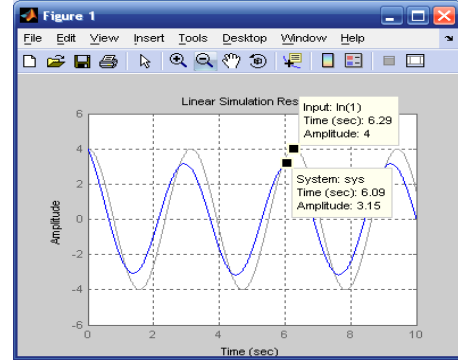 Figure 1
File Edit View Insert Tools Desktop Window Help
Linear Simulation Res
Input: In(1)
Time (sec): 6.29
Amplitude: 4
System: sys
Time (sec): 6.09
Amplitude: 3.15
6
4
2
0
-2
-4
-6
Amplitude
0 2 4 6 8 10
Time (sec)